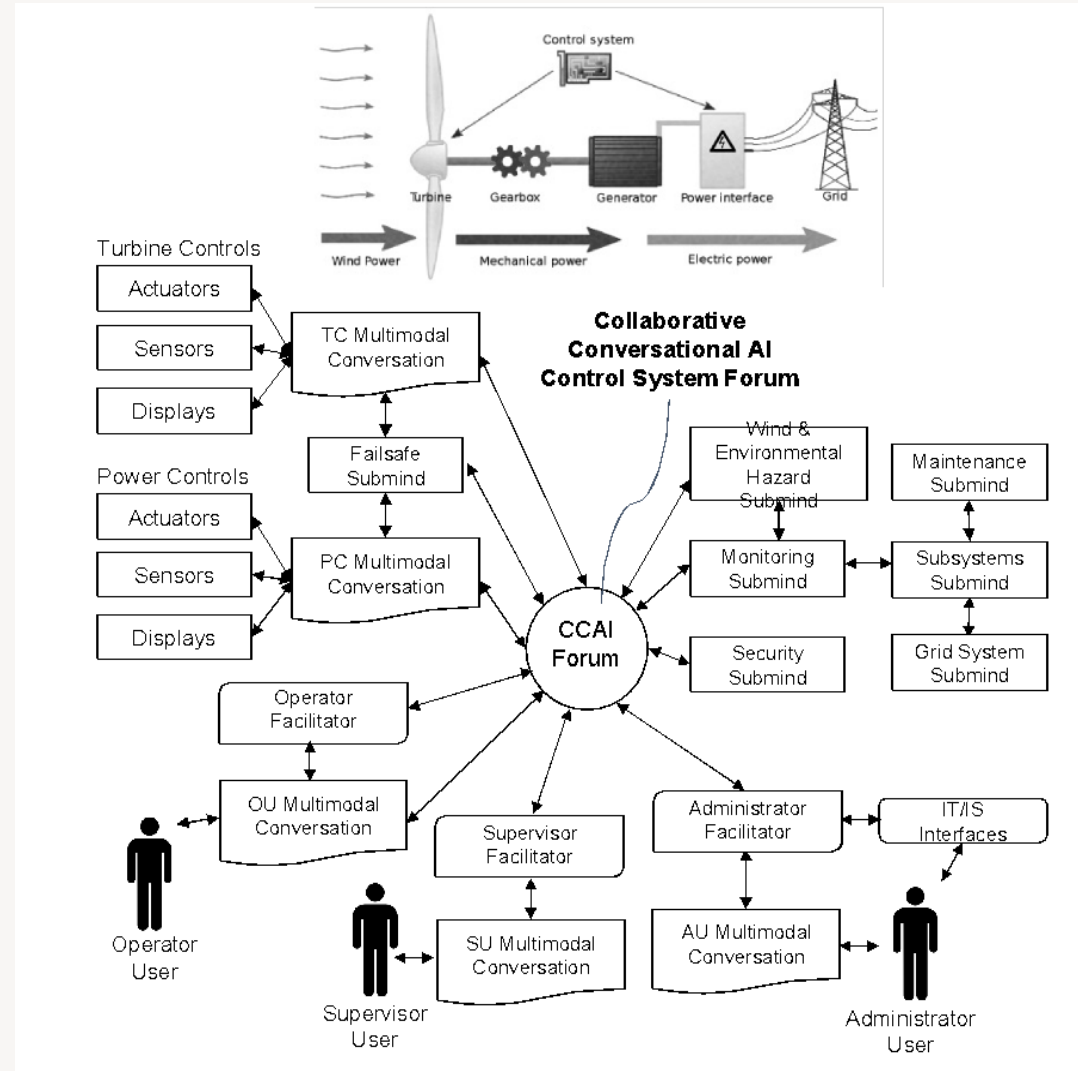 Control system
Turbine
Gearbox
Generator
Power interface
Grid
Wind Power
Mechanical power
Electric power
Turbine Controls
Actuators
Sensors
Displays
TC Multimodal
Conversation
Collaborative
Conversational AI
Control System Forum
Failsafe
Submind
Wind &
Environmental
Hazard
Submind
Maintenance
Submind
Power Controls
Actuators
Sensors
Displays
PC Multimodal
Conversation
Monitoring
Submind
Subsystems
Submind
CCAI
Forum
Security
Submind
Grid System
Submind
Operator
Facilitator
OU Multimodal
Conversation
Supervisor
Facilitator
Administrator
Facilitator
IT/IS
Interfaces
Operator
User
SU Multimodal
Conversation
AU Multimodal
Conversation
Supervisor
User
Administrator
User